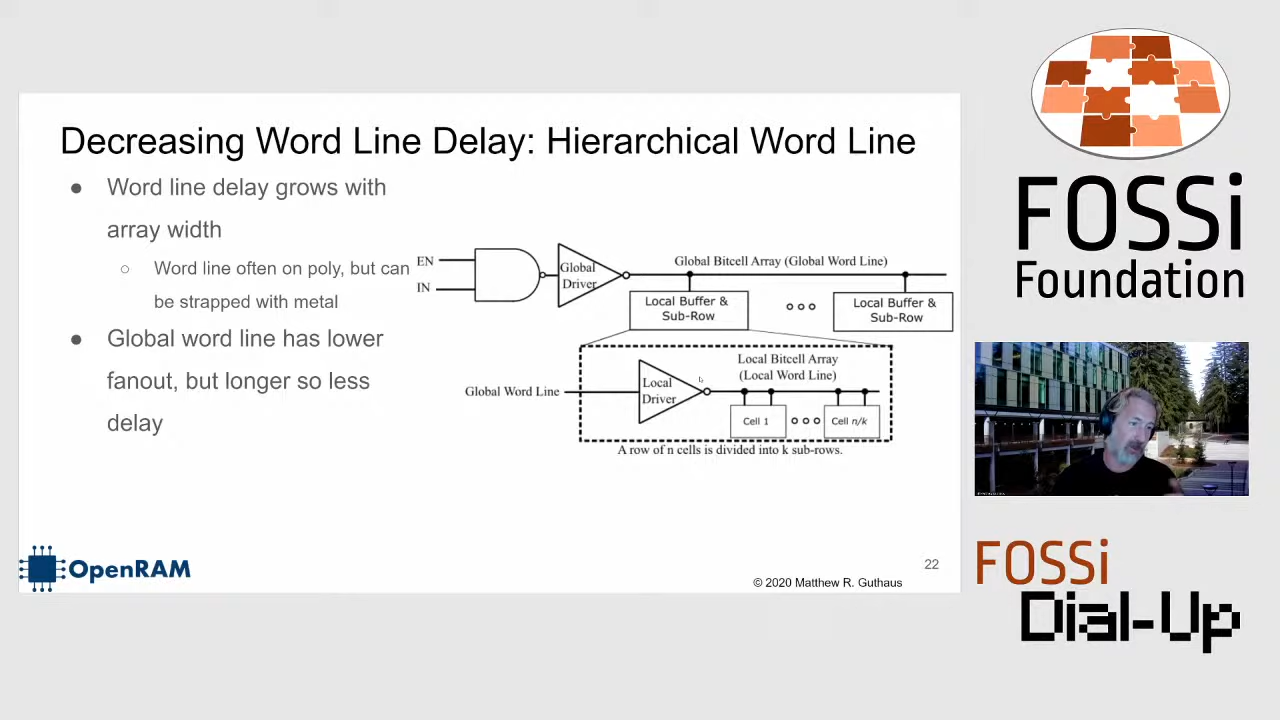 Decreasing Word Line Delay: Hierarchical Word Line
● Word line delay grows with
array width
○ Word line often on poly, but can
be strapped with metal
● Global word line has lower
fanout, but longer so less
delay
EN
IN
Global
Driver
Global Bitcell Array (Global Word Line)
Local Buffer &
Sub-Row
Local Buffer &
Sub-Row
Global Word Line
Local
Driver
Local Bitcell Array
(Local Word Line)
Cell 1
Cell n/k
A row of n cells is divided into k sub-rows.
OpenRAM
22
© 2020 Matthew R. Guthaus
FOSSi
Foundation
FOSSi
Dial-Up